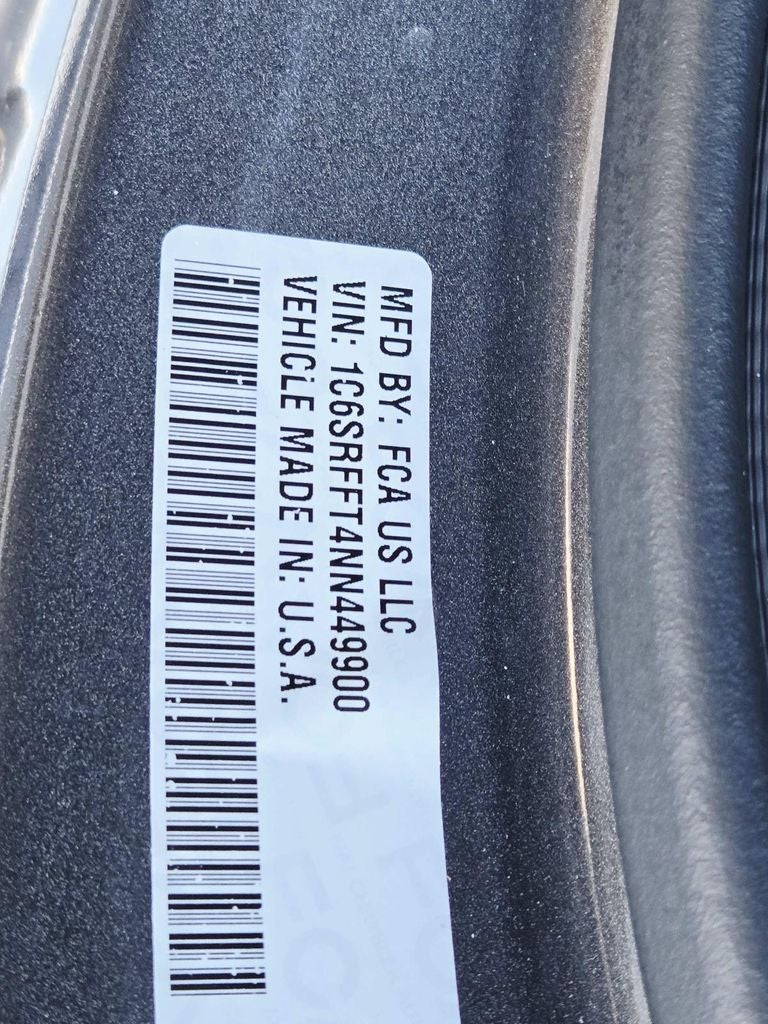 MFD BY: FCA US LLC
VIN: 1C6SRFFT4NN449900
VEHICLE MADE IN: U.S.A.